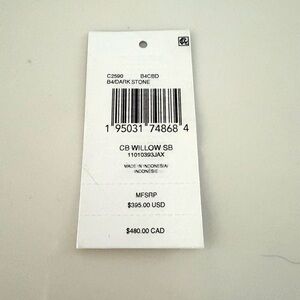 C2590 B4CBD
B4/DARK STONE
1 95031 74868 4
CB WILLOW SB
11010393JAX
MADE IN INDONESIA/
INDONESIE
MFSRP
$395.00 USD
$480.00 CAD